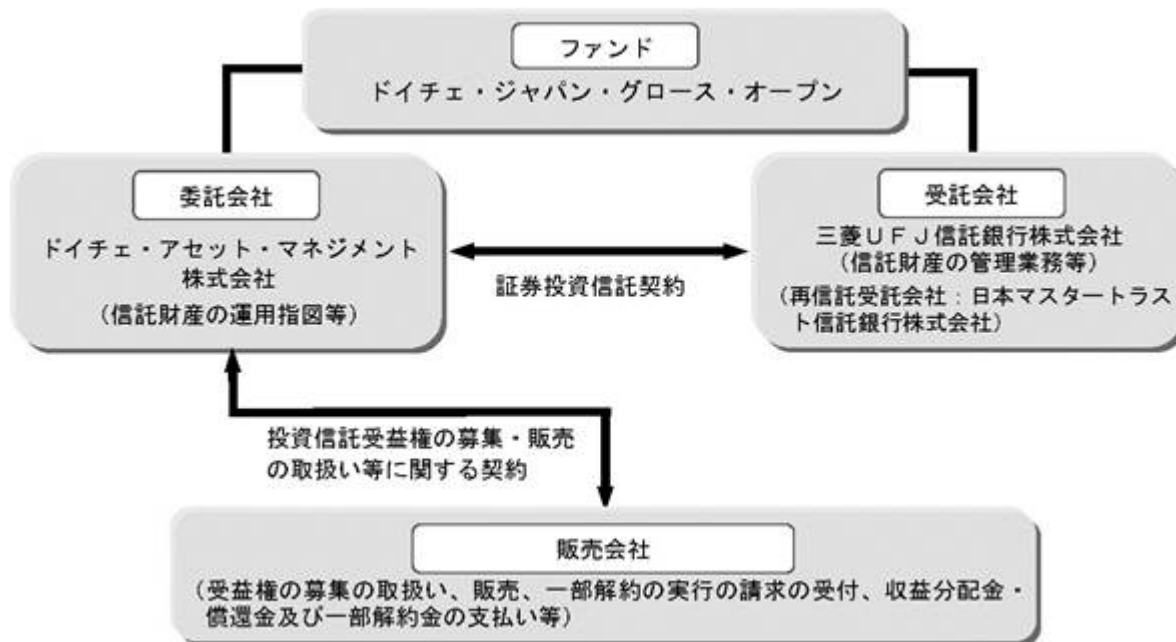 ファンド
ドイチェ・ジャパン・グロース・オープン
委託会社
ドイチェ・アセット・マネジメント
株式会社
（信託財産の運用指図等）
証券投資信託契約
受託会社
三菱ＵＦＪ信託銀行株式会社
（信託財産の管理業務等）
（再信託受託会社：日本マスタートラス
ト信託銀行株式会社）
投資信託受益権の募集・販売
の取扱い等に関する契約
販売会社
（受益権の募集の取扱い、販売、一部解約の実行の請求の受付、収益分配金・
償還金及び一部解約金の支払い等）